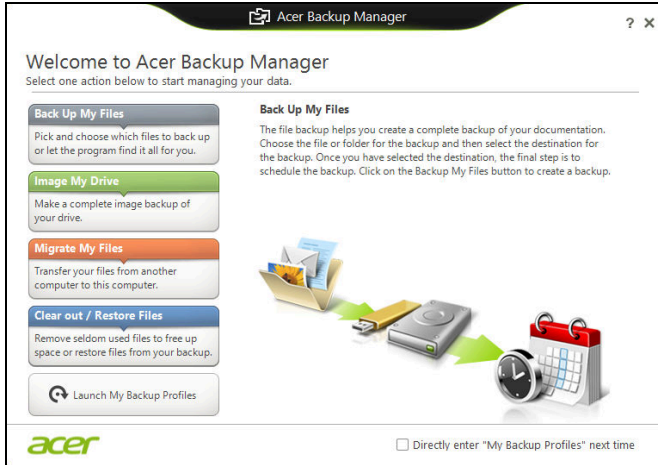 Acer Backup Manager
? X
Welcome to Acer Backup Manager
Select one action below to start managing your data.
Back Up My Files
Pick and choose which files to back up
or let the program find it all for you.
Image My Drive
Make a complete image backup of
your drive.
Migrate My Files
Transfer your files from another
computer to this computer.
Clear out / Restore Files
Remove seldom used files to free up
space or restore files from your backup.
Launch My Backup Profiles
Back Up My Files
The file backup helps you create a complete backup of your documentation.
Choose the file or folder for the backup and then select the destination for
the backup. Once you have selected the destination, the final step is to
schedule the backup. Click on the Backup My Files button to create a backup.
acer
Directly enter "My Backup Profiles" next time